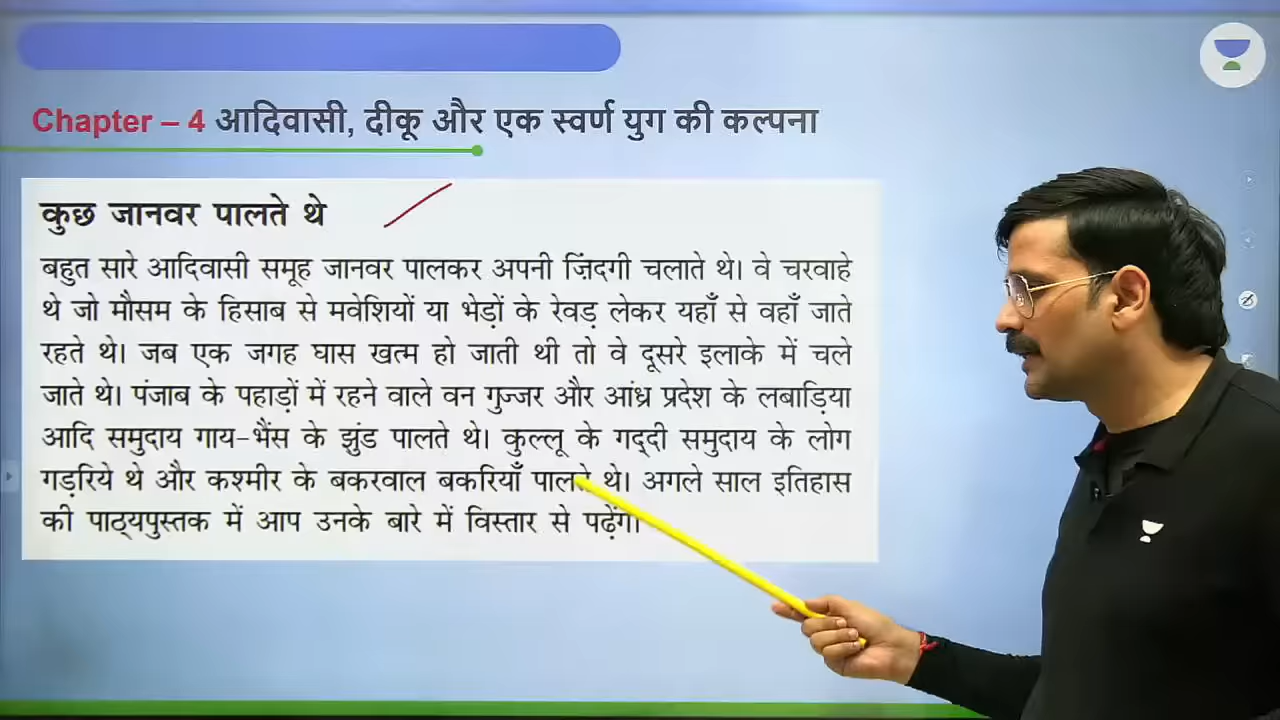 Chapter – 4 आदिवासी, दीकू और एक स्वर्ण युग की कल्पना
कुछ जानवर पालते थे
बहुत सारे आदिवासी समूह जानवर पालकर अपनी ज़िंदगी चलाते थे। वे चरवाहे
थे जो मौसम के हिसाब से मवेशियों या भेड़ों के रेवड़ लेकर यहाँ से वहाँ जाते
रहते थे। जब एक जगह घास खत्म हो जाती थी तो वे दूसरे इलाके में चले
जाते थे। पंजाब के पहाड़ों में रहने वाले वन गुज्जर और आंध्र प्रदेश के लबाड़िया
आदि समुदाय गाय-भैंस के झुंड पालते थे। कुल्लू के गद्दी समुदाय के लोग
गड़रिये थे और कश्मीर के बकरवाल बकरियाँ पालते थे। अगले साल इतिहास
की पाठ्यपुस्तक में आप उनके बारे में विस्तार से पढ़ेंगे।